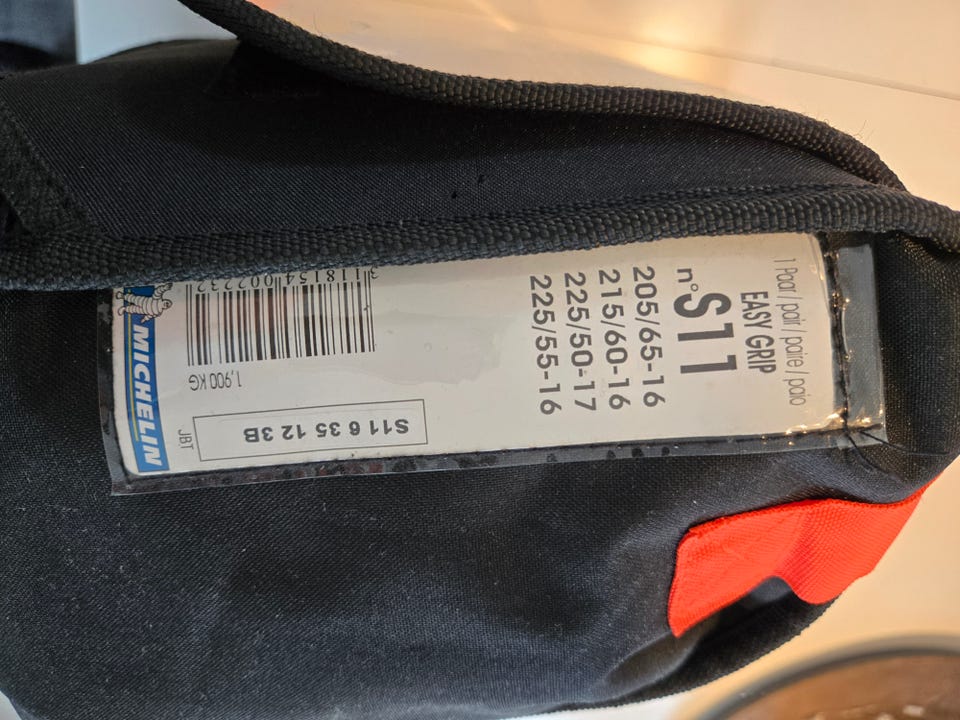 1 Paar / pair / paire / paio
EASY GRIP
n° S11
205/65-16
215/60-16
225/50-17
225/55-16
3118154002232
1,900 KG
S11 6 35 12 3B
JBT
MICHELIN